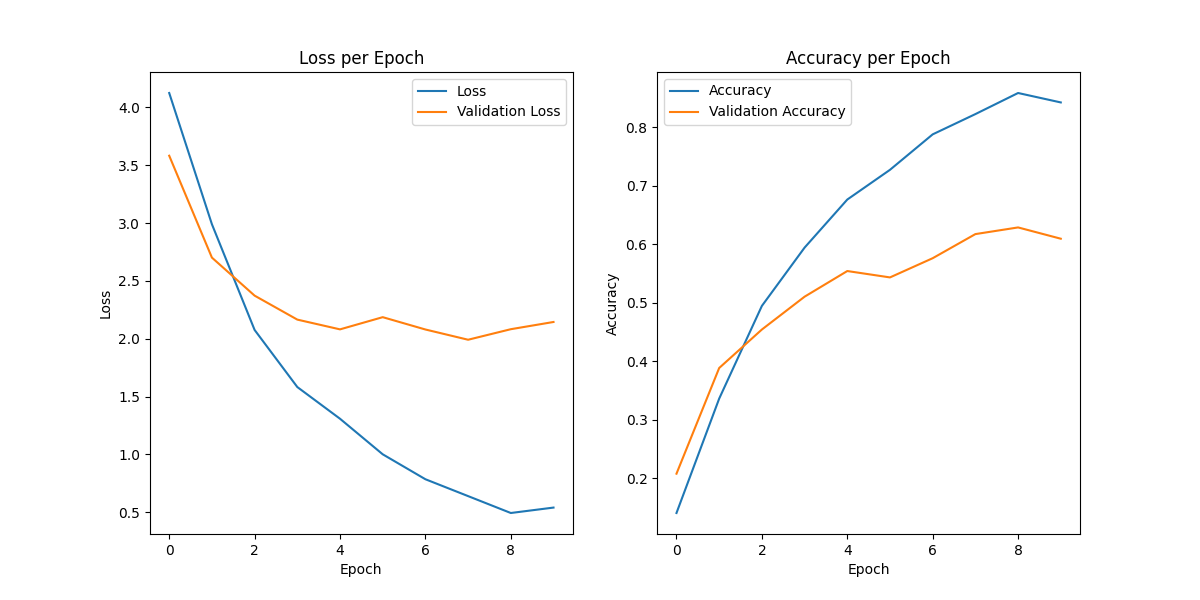 Loss per Epoch
Loss
Validation Loss
4.0
3.5
3.0
2.5
2.0
1.5
1.0
0.5
Loss
0 2 4 6 8
Epoch
Accuracy per Epoch
Accuracy
Validation Accuracy
0.8
0.7
0.6
0.5
0.4
0.3
0.2
Accuracy
0 2 4 6 8
Epoch